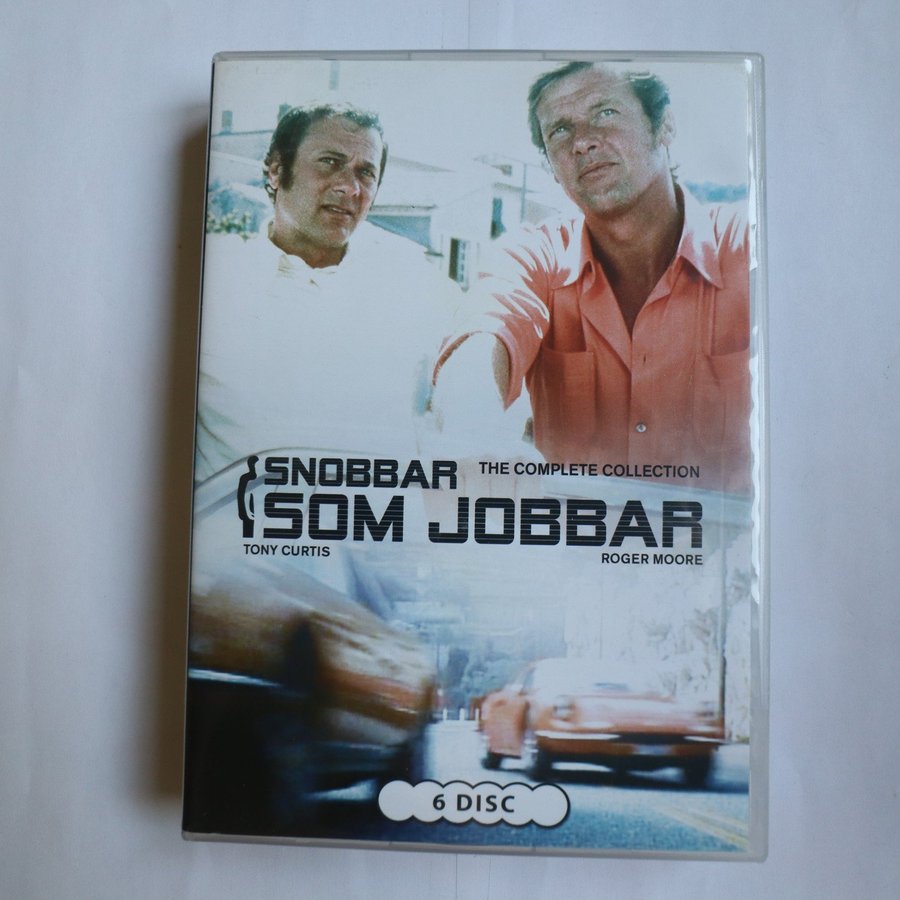 SNOBBAR THE COMPLETE COLLECTION
SOM JOBBAR
TONY CURTIS ROGER MOORE
6 DISC